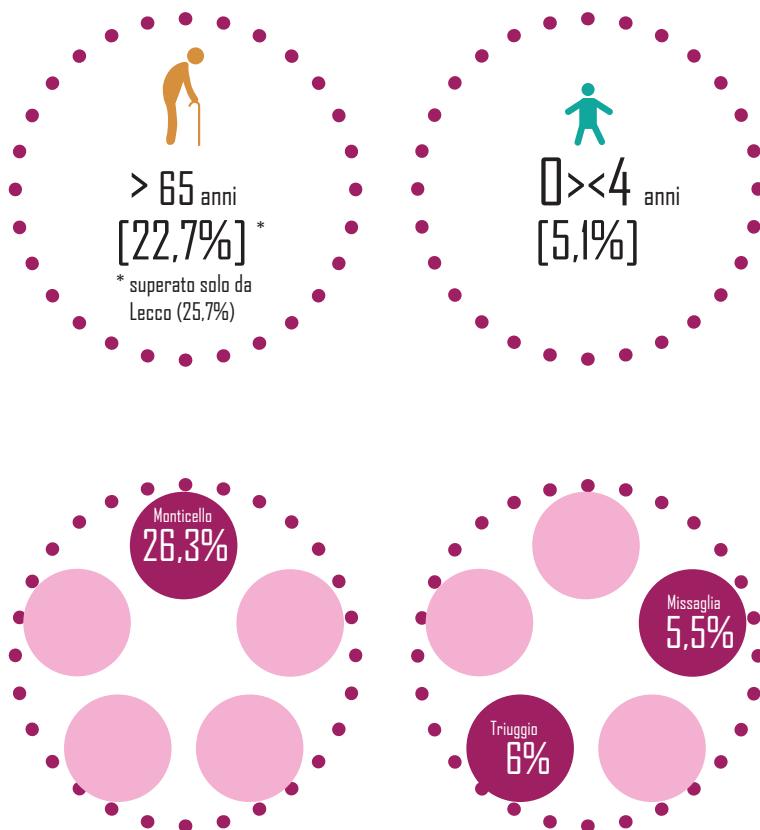 > 65 anni
[22,7%] *
* superato solo da
Lecco (25,7%)
0><4 anni
[5,1%]
Monticello
26,3%
Missaglia
5,5%
Triuggio
6%